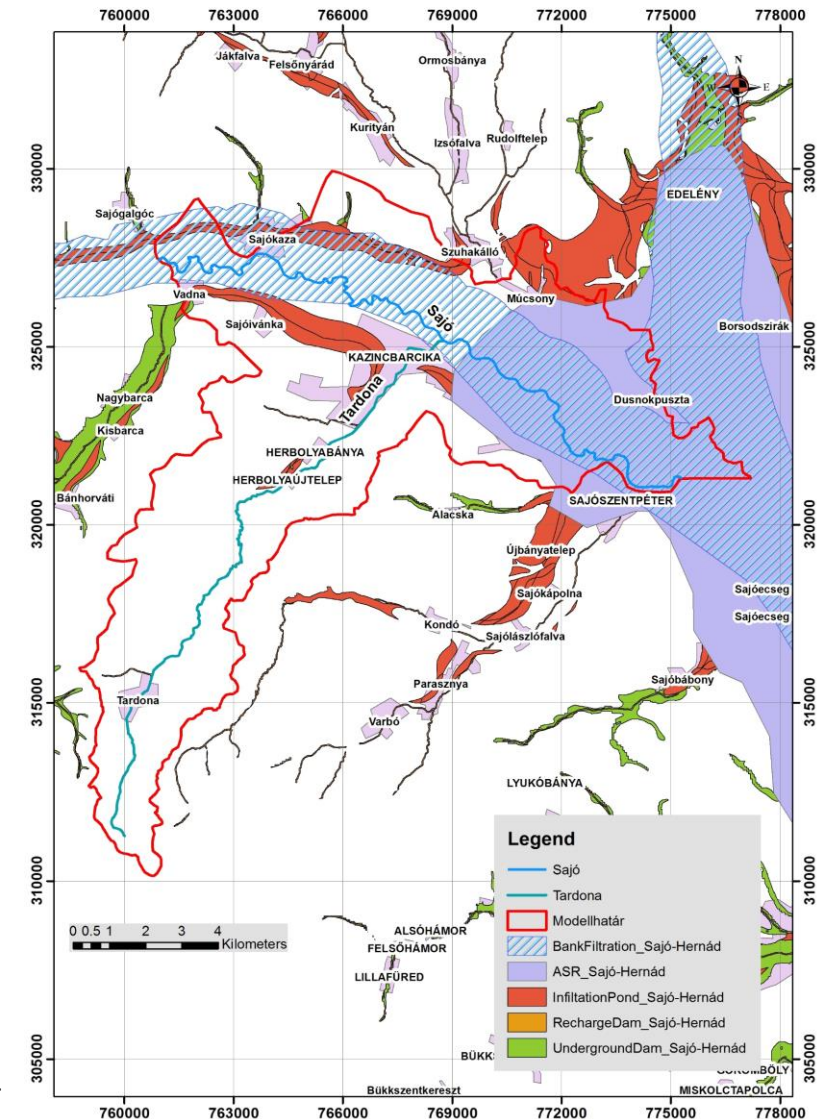 760000 763000 766000 769000 772000 775000 778000
Jákfalva
Felsőnyárád
Ormosbánya
N
W E
Kurityán
Izsófalva
Rudolftelep
330000
330000
EDELÉNY
Sajógalgóc
Sajókaza
Szuhakálló
Vadna
Múcsony
Sajó
Sajóivánka
Borsodszirák
325000
325000
KAZINCBARCIKA
Tardona
Nagybarca
Dusnokpuszta
Kisbarca
HERBOLYABÁNYA
HERBOLYAÚJTELEP
Bánhorváti
SAJÓSZENTPÉTER
320000
320000
Alacska
Újbányatelep
Sajókápolna
Sajóecseg
Sajóecseg
Kondó
Sajólászlófalva
Parasznya
Sajóbábony
315000
315000
Tardona
Varbó
LYUKÓBÁNYA
Legend
Sajó
Tardona
Modellhatár
BankFiltration_Sajó-Hernád
ASR_Sajó-Hernád
InfiltationPond_Sajó-Hernád
RechargeDam_Sajó-Hernád
UndergroundDam_Sajó-Hernád
310000
310000
0 0.5 1 2 3 4
Kilometers
ALSÓHÁMOR
FELSŐHÁMOR
LILLAFÜRED
305000
305000
BÜKKS
Bükkszentkereszt
MISKOLCTAPOLCA
760000 763000 766000 769000 772000 775000 778000